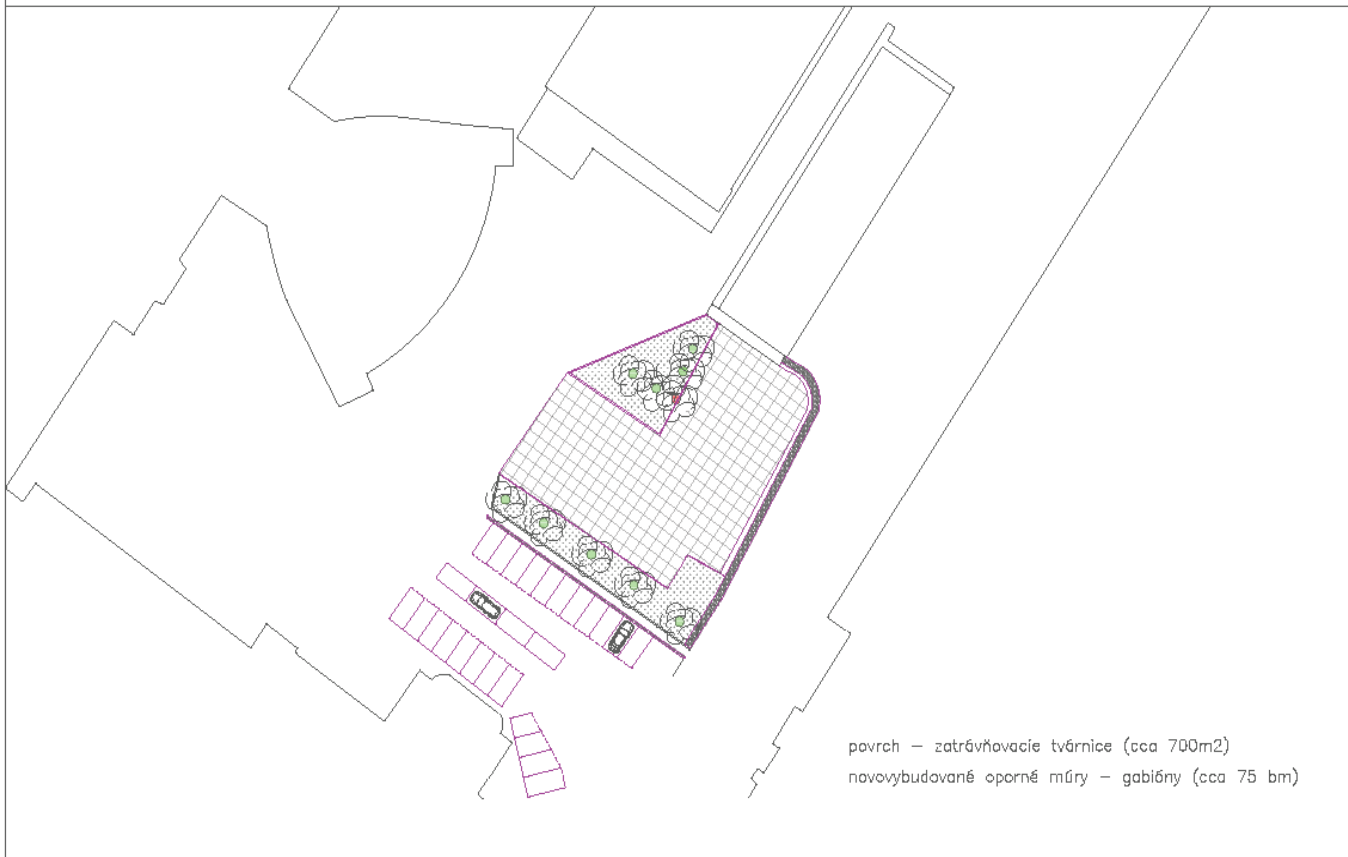 povrch – zatrávňovacie tvárnice (cca 700m2)
novovybudované oporné múry – gabióny (cca 75 bm)